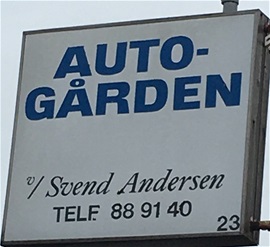 AUTO-
GÅRDEN
v/ Svend Andersen
TELF. 88 91 40
23